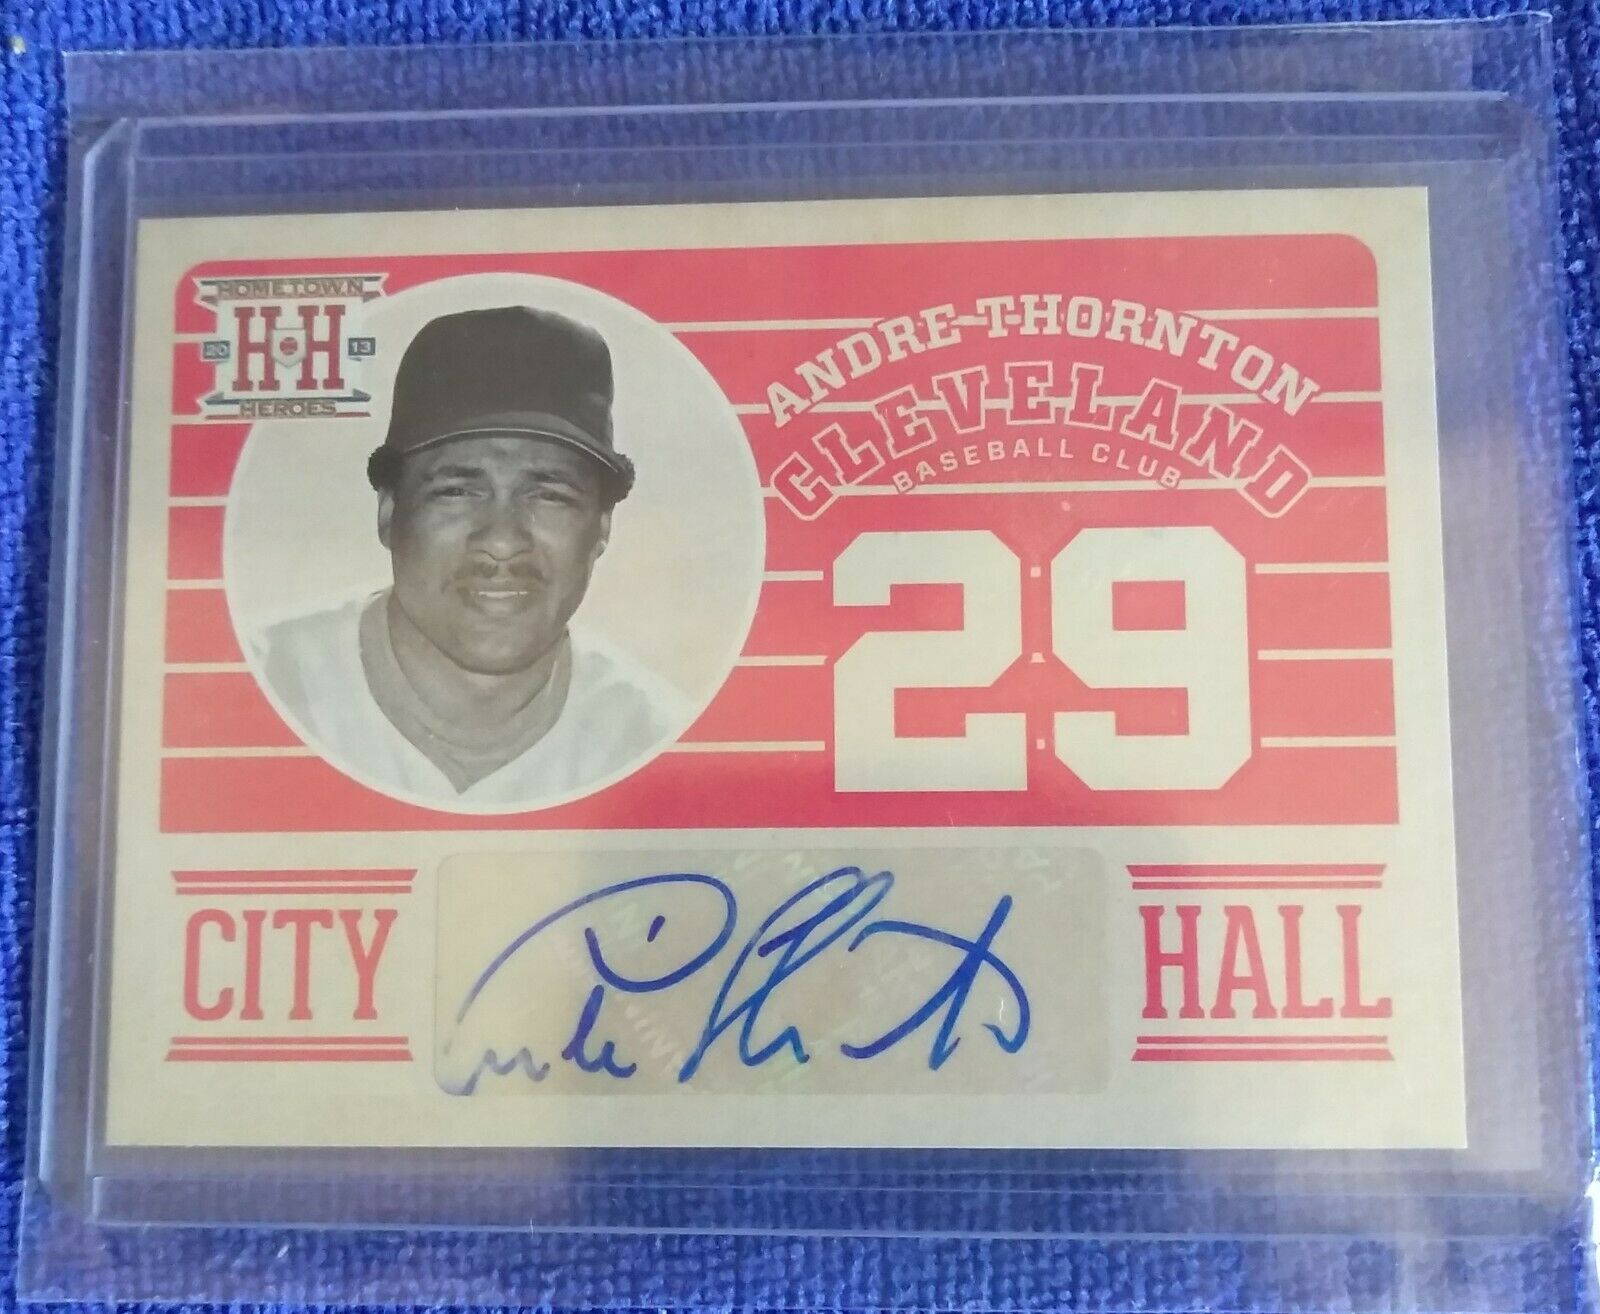 HOMETOWN
20 HH 13
HEROES
ANDRE THORNTON
CLEVELAND
BASEBALL CLUB
29
CITY
HALL